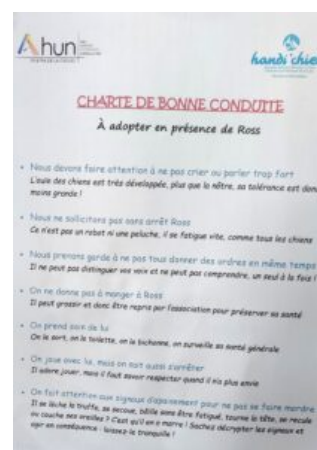 Ahun
handi'chiens
CHARTE DE BONNE CONDUITE
À adopter en présence de Ross
Nous devons faire attention à ne pas crier ou parler trop fort
L'ouïe des chiens est très développée, plus que la nôtre, sa tolérance est donc
moins grande !
Nous ne sollicitons pas sans arrêt Ross
Ce n'est pas un robot ni une peluche, il se fatigue vite, comme tous les chiens
Nous prenons garde à ne pas tous donner des ordres en même temps
Il ne peut pas distinguer vos voix et ne peut pas comprendre, un seul à la fois !
On ne donne pas à manger à Ross
Il peut grossir et donc être repris par l'association pour préserver sa santé
On prend soin de lui
On le sort, on le toilette, on le bichonne, on surveille sa santé générale
On joue avec lui, mais on sait aussi s'arrêter
Il adore jouer, mais il faut savoir respecter quand il n'a plus envie
On fait attention aux signaux d'apaisement pour ne pas se faire mordre
Il se lèche la truffe, se secoue, bâille sans être fatigué, tourne la tête, se recule
ou couche ses oreilles ? C'est qu'il en a marre ! Sachez décrypter les signaux et
agir en conséquence : laissez-le tranquille !